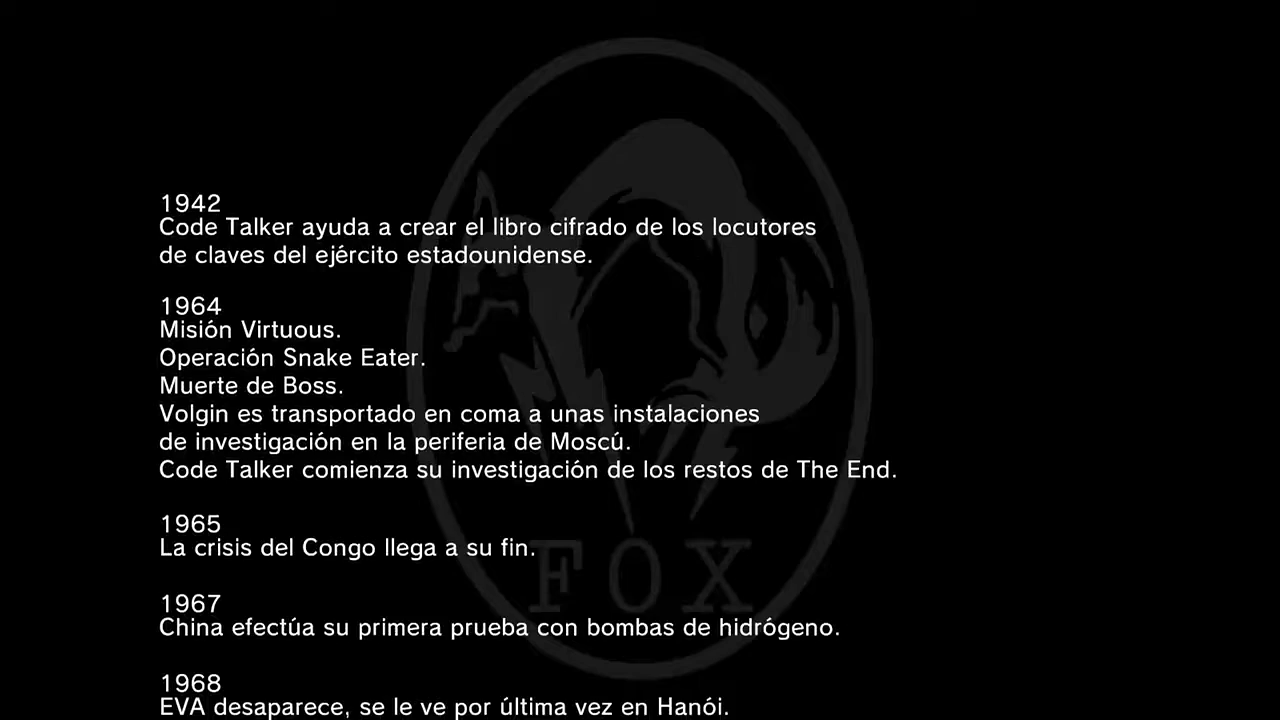 1942
Code Talker ayuda a crear el libro cifrado de los locutores
de claves del ejército estadounidense.
1964
Misión Virtuous.
Operación Snake Eater.
Muerte de Boss.
Volgin es transportado en coma a unas instalaciones
de investigación en la periferia de Moscú.
Code Talker comienza su investigación de los restos de The End.
1965
La crisis del Congo llega a su fin.
1967
China efectúa su primera prueba con bombas de hidrógeno.
1968
EVA desaparece, se le ve por última vez en Hanói.
FOX